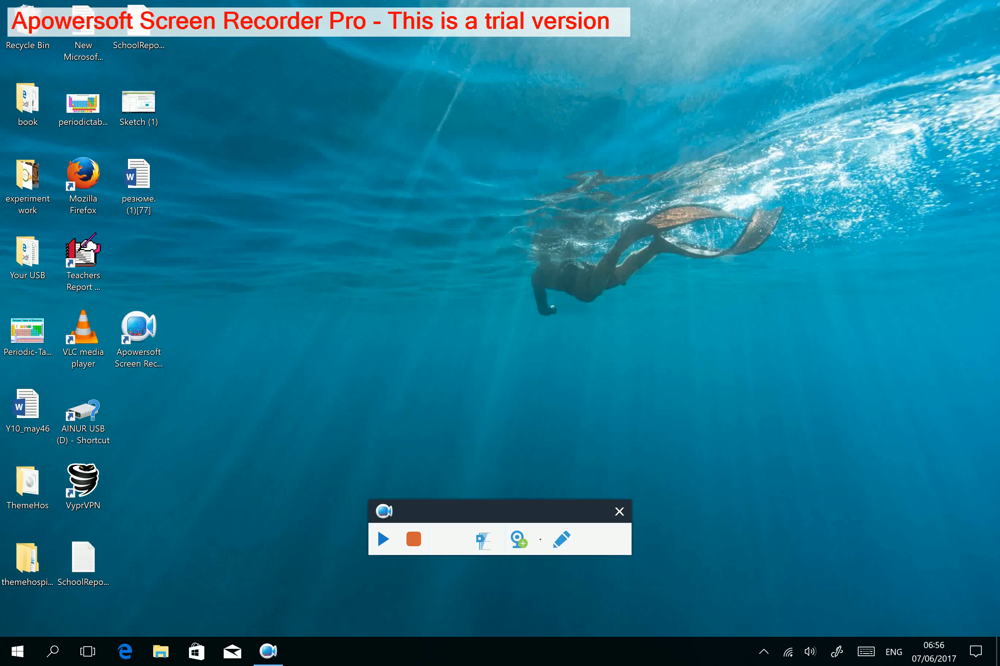 Apowersoft Screen Recorder Pro - This is a trial version
Recycle Bin
New
Microsof...
SchoolRepo...
book
periodictab...
Sketch (1)
experiment
work
Mozilla
Firefox
резюме.
(1)[77]
Your USB
Teachers
Report ...
Periodic-Ta...
VLC media
player
Apowersoft
Screen Rec...
Y10_may46
AINUR USB
(D) - Shortcut
ThemeHos
VyprVPN
themehospi...
SchoolRepo...
ENG
06:56
07/06/2017